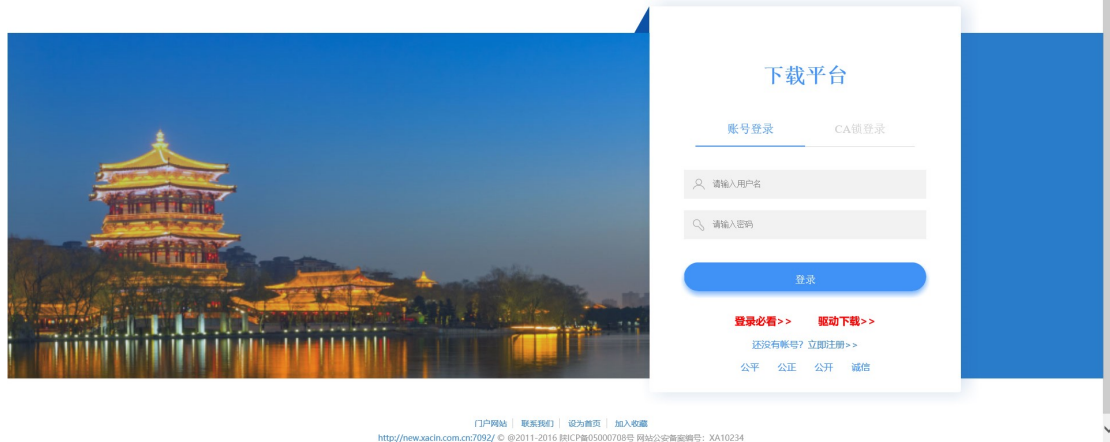 下载平台
账号登录 CA锁登录
请输入用户名
请输入密码
登录
登录必看>> 驱动下载>>
还没有帐号？立即注册>>
公平 公正 公开 诚信
门户网站 联系我们 设为首页 加入收藏
http://new.xacin.com.cn:7092/ © @2011-2016 陕ICP备05000708号 网站公安备案编号：XA10234